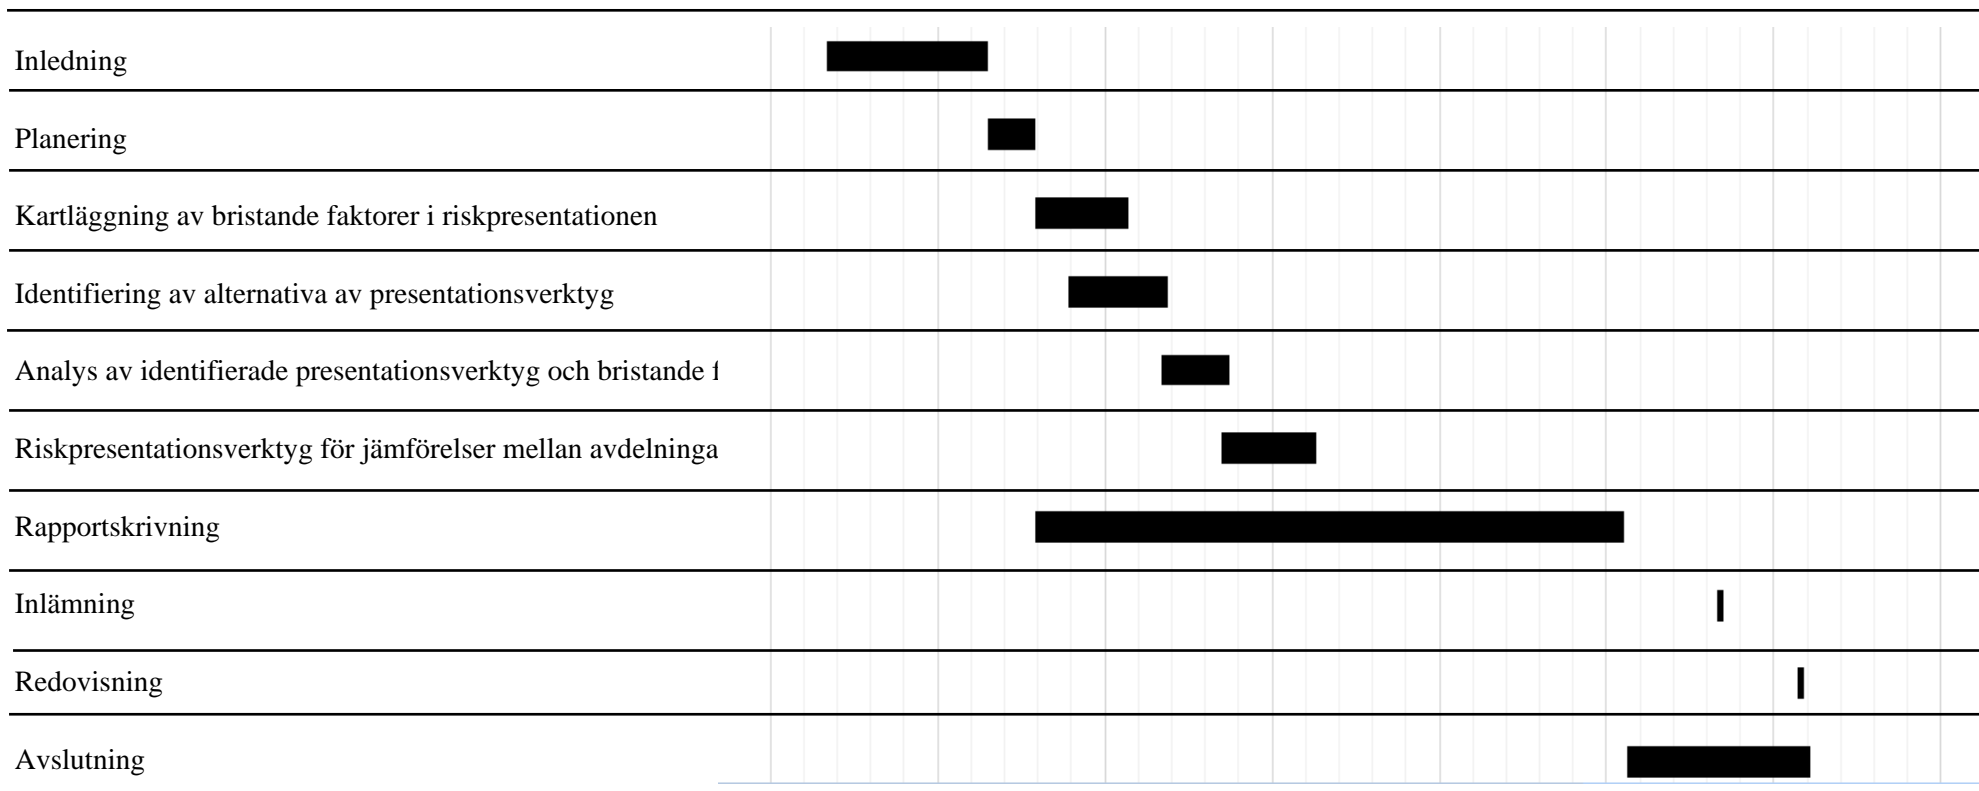 Inledning
Planering
Kartläggning av bristande faktorer i riskpresentationen
Identifiering av alternativa av presentationsverktyg
Analys av identifierade presentationsverktyg och bristande
Riskpresentationsverktyg för jämförelser mellan avdelninga
Rapportskrivning
Inlämning
Redovisning
Avslutning